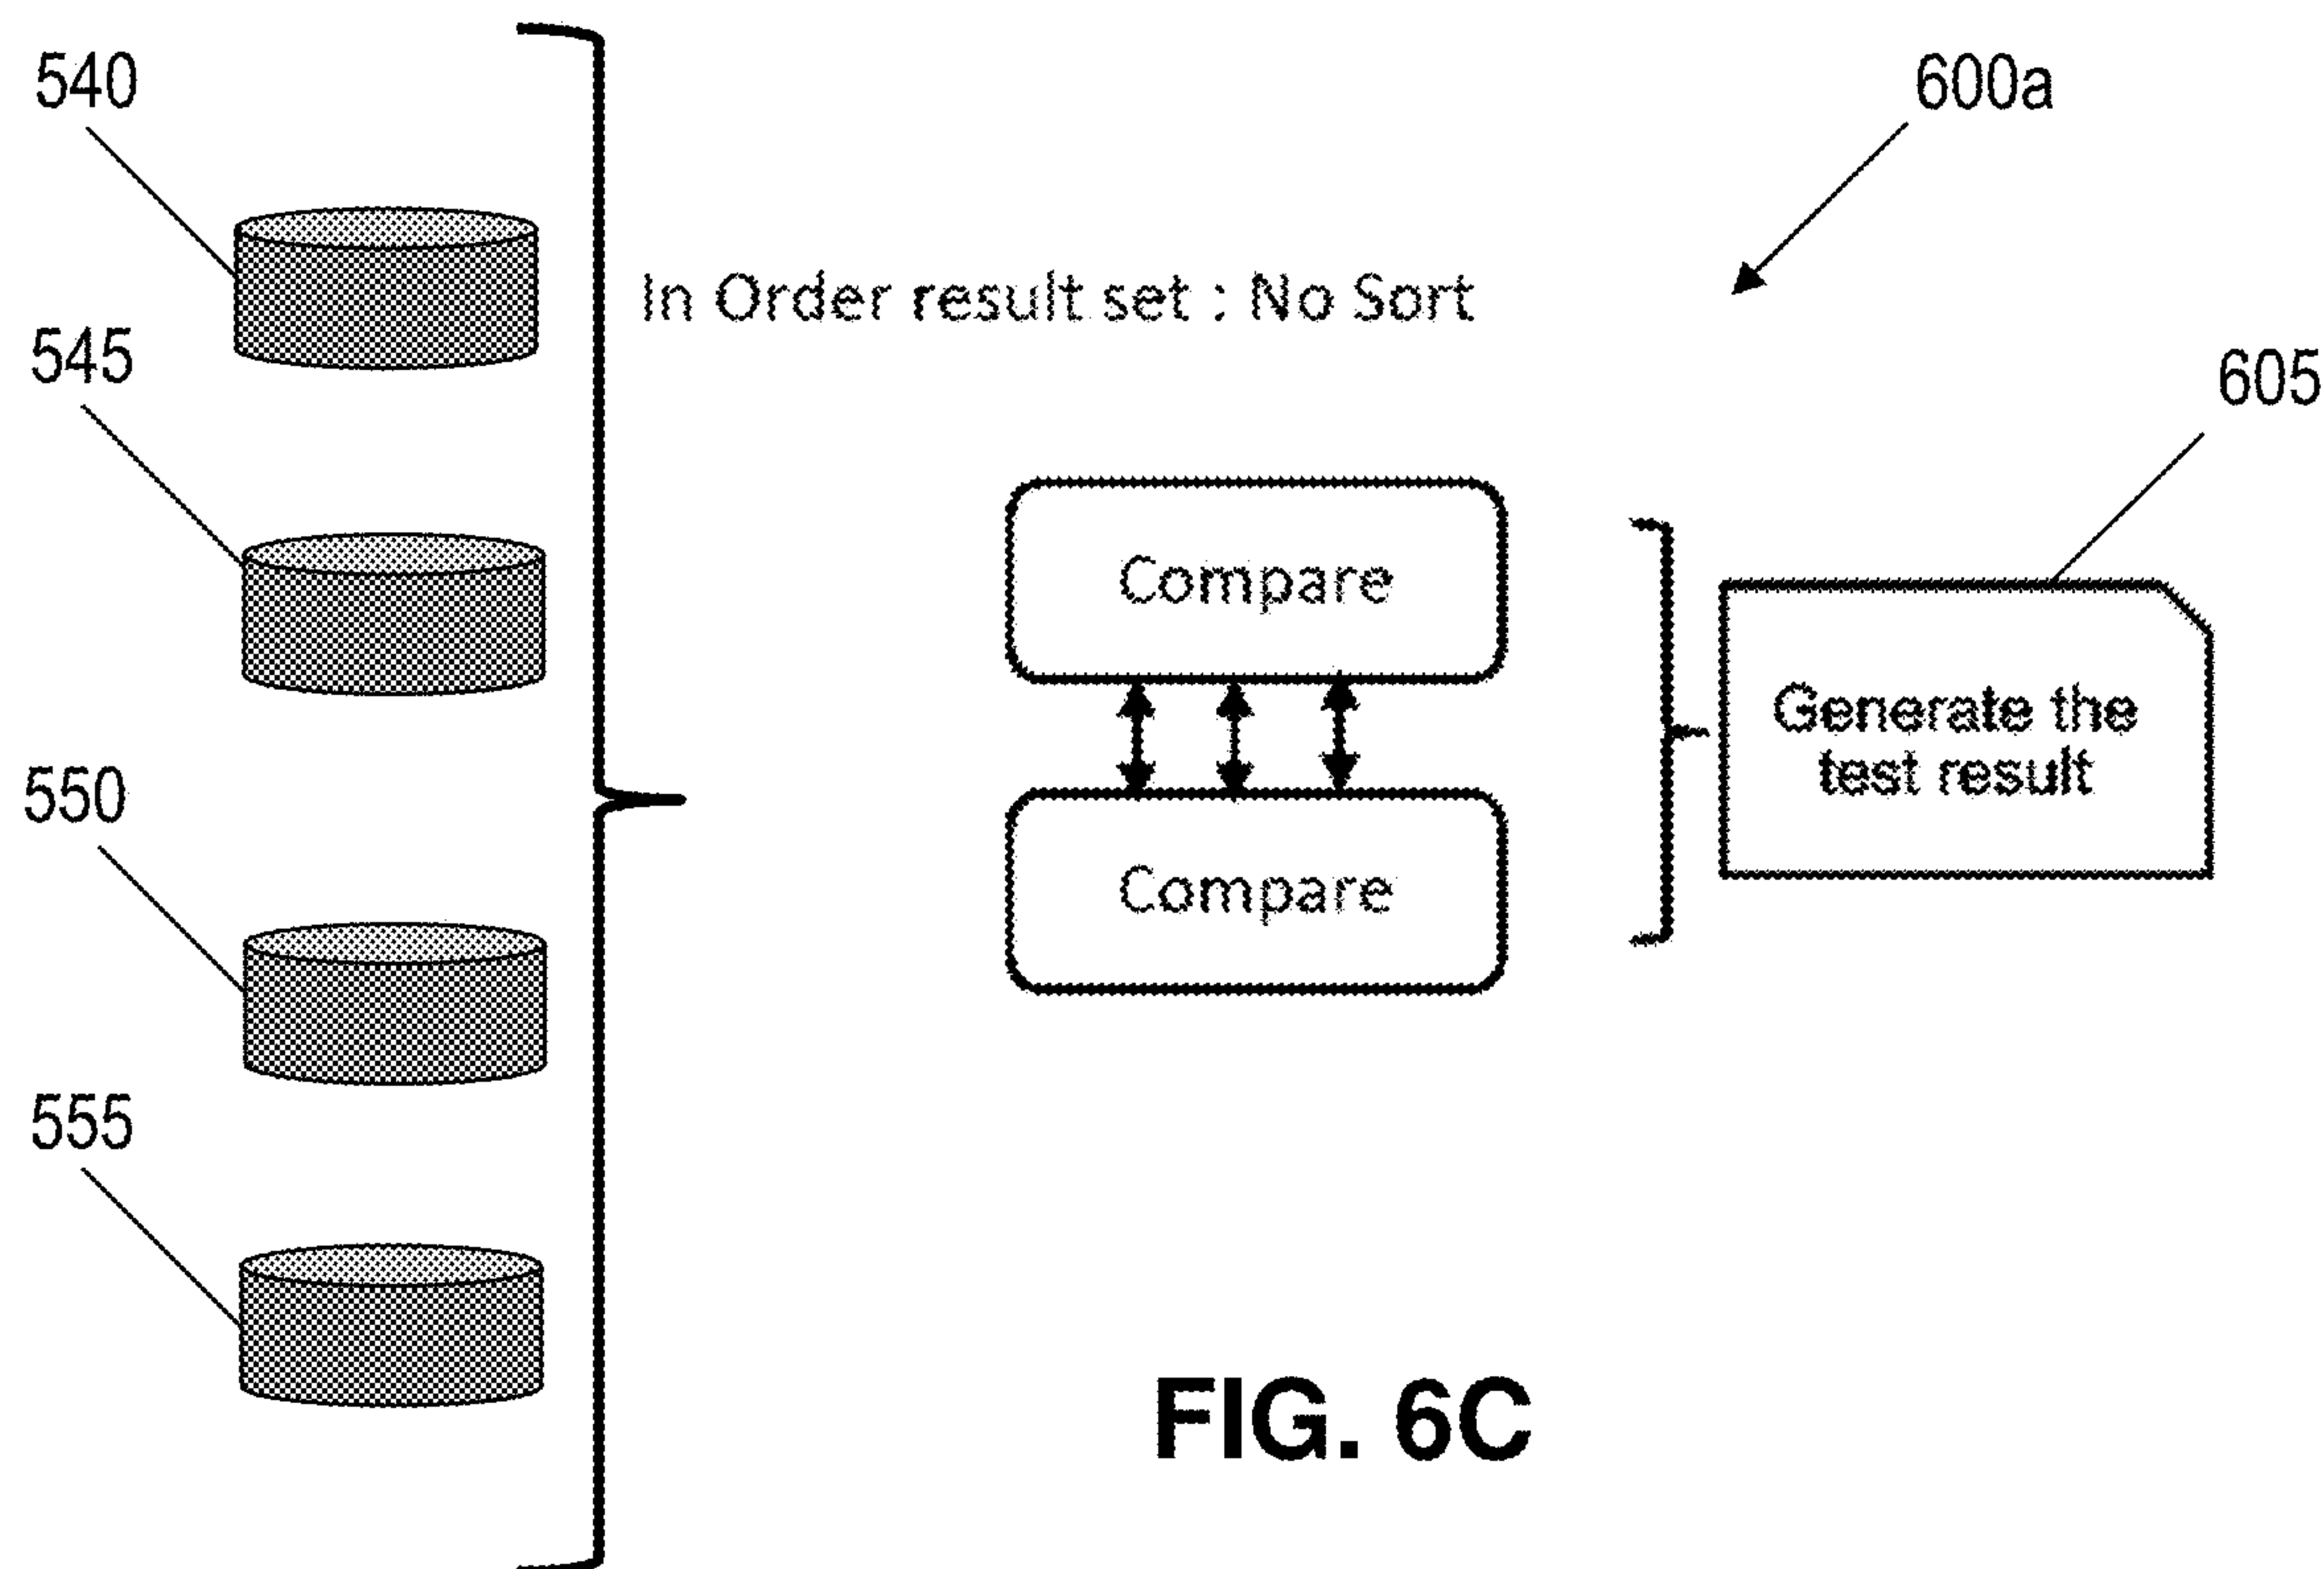 540
600a
In Order result set : No Sort
545
605
Compare
Generate the
test result
550
Compare
555
FIG. 6C